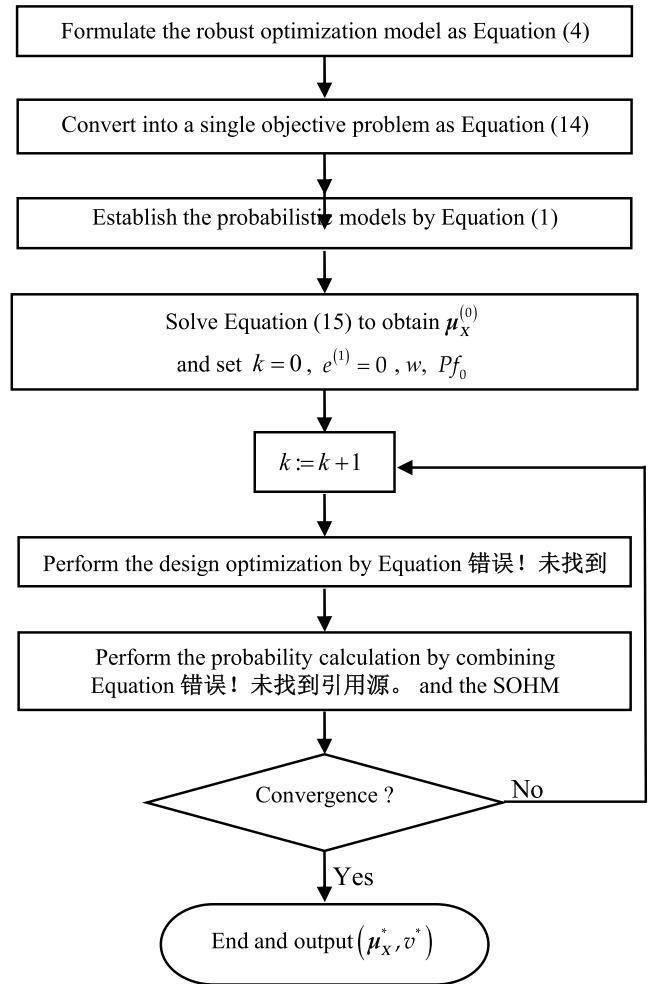 Formulate the robust optimization model as Equation (4)
Convert into a single objective problem as Equation (14)
Establish the probabilistic models by Equation (1)
Solve Equation (15) to obtain μ_X^(0)
and set k = 0 , e^(1) = 0 , w, Pf_0
k := k + 1
Perform the design optimization by Equation 错误！未找到
Perform the probability calculation by combining
Equation 错误！未找到引用源。 and the SOHM
Convergence ?
No
Yes
End and output (μ_X^*, v^*)